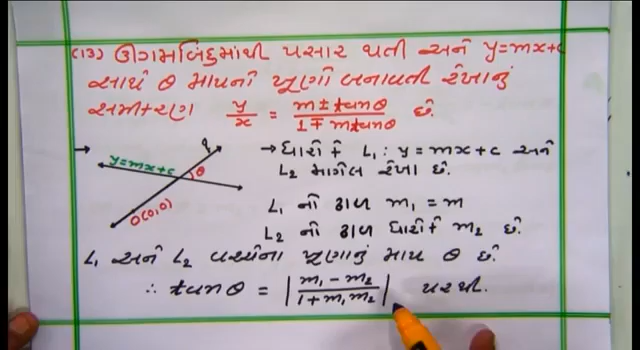 (13) ઊગમબિંદુમાંથી પસાર થતી અને y=mx+c
સાથે θ માપનો ખૂણો બનાવતી રેખાનું
સમીકરણ y/x = (m ± tanθ)/(1 ∓ m tanθ) છે.
→ ધારો કે L₁ : y = mx + c અને
y=mx+c
θ
L₂ માગેલ રેખા છે.
O(0,0)
L₁ નો ઢાળ m₁ = m
L₂ નો ઢાળ ધારો કે m₂ છે.
L₁ અને L₂ વચ્ચેના ખૂણાનું માપ θ છે.
∴ tanθ = |(m₁ - m₂)/(1 + m₁m₂)| પરથી.